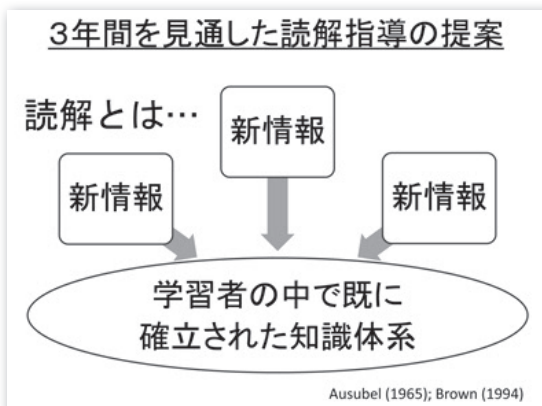 ３年間を見通した読解指導の提案
読解とは…
新情報
新情報
新情報
学習者の中で既に
確立された知識体系
Ausubel (1965); Brown (1994)